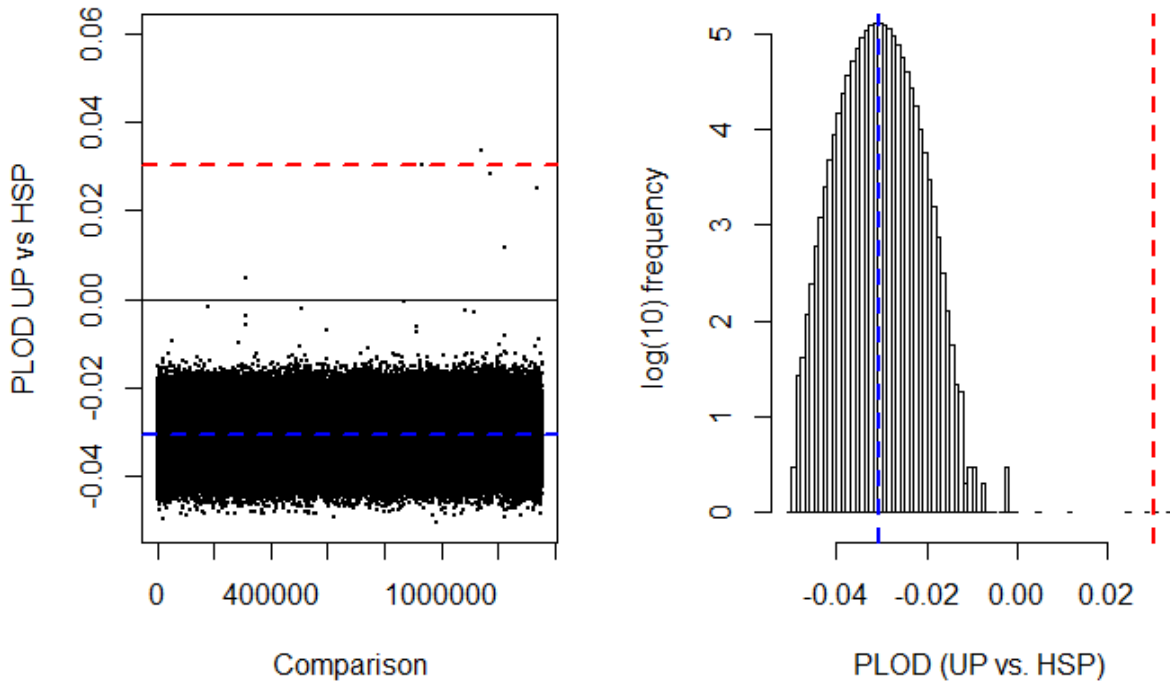 PLOD UP vs HSP
0.06
0.04
0.02
0.00
-0.02
-0.04
0 400000 1000000
Comparison
log(10) frequency
5
4
3
2
1
0
-0.04 -0.02 0.00 0.02
PLOD (UP vs. HSP)